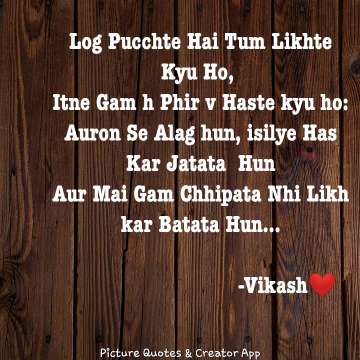 Log Pucchte Hai Tum Likhte
Kyu Ho,
Itne Gam h Phir v Haste kyu ho:
Auron Se Alag hun, isilye Has
Kar Jatata Hun
Aur Mai Gam Chhipata Nhi Likh
kar Batata Hun...
-Vikash❤️
Picture Quotes & Creator App